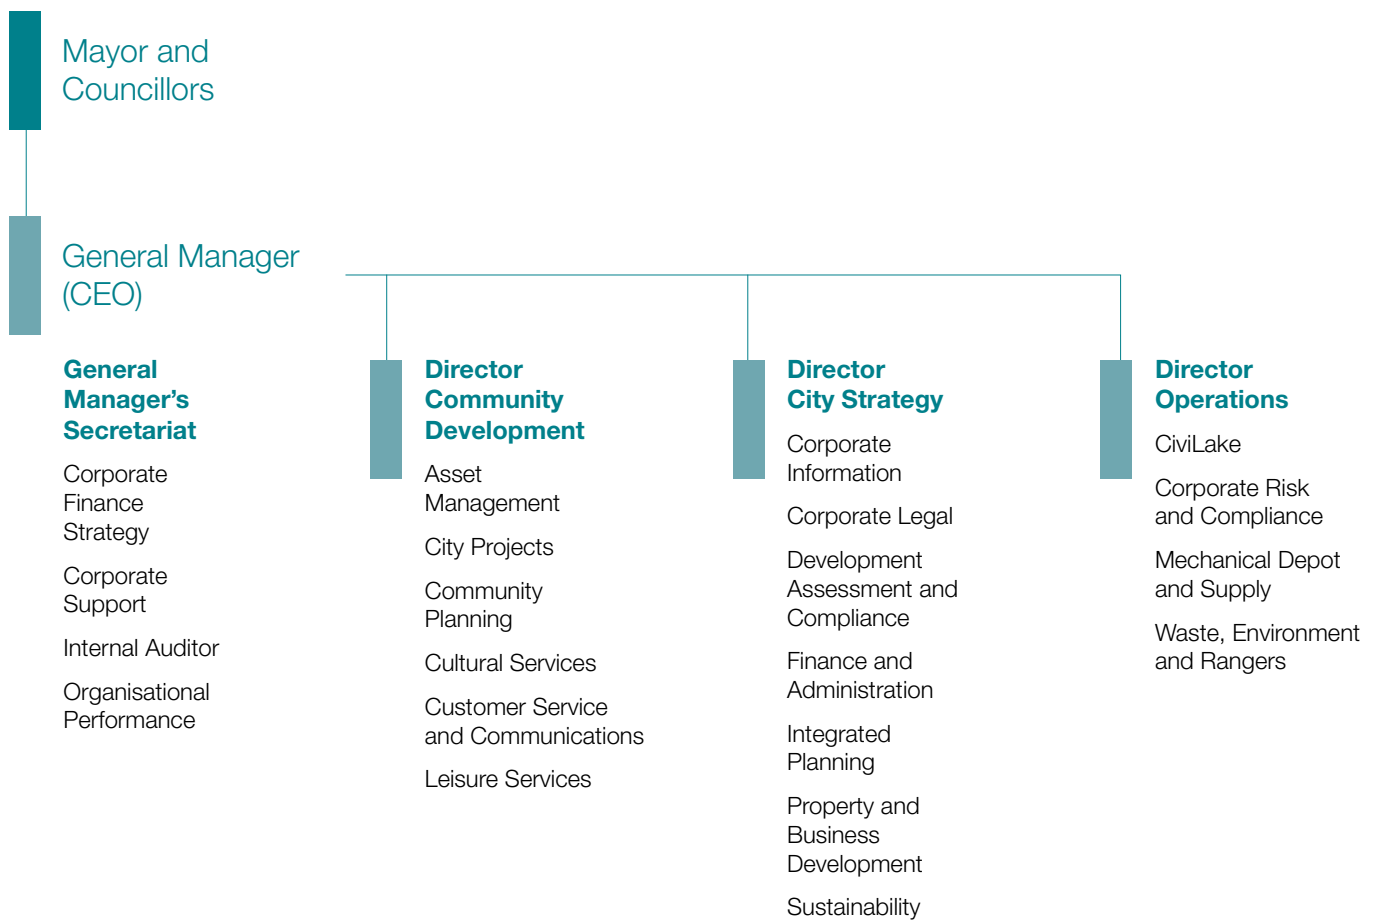 Mayor and
Councillors
General Manager
(CEO)
General
Manager’s
Secretariat
Corporate
Finance
Strategy
Corporate
Support
Internal Auditor
Organisational
Performance
Director
Community
Development
Asset
Management
City Projects
Community
Planning
Cultural Services
Customer Service
and Communications
Leisure Services
Director
City Strategy
Corporate
Information
Corporate Legal
Development
Assessment and
Compliance
Finance and
Administration
Integrated
Planning
Property and
Business
Development
Sustainability
Director
Operations
CiviLake
Corporate Risk
and Compliance
Mechanical Depot
and Supply
Waste, Environment
and Rangers